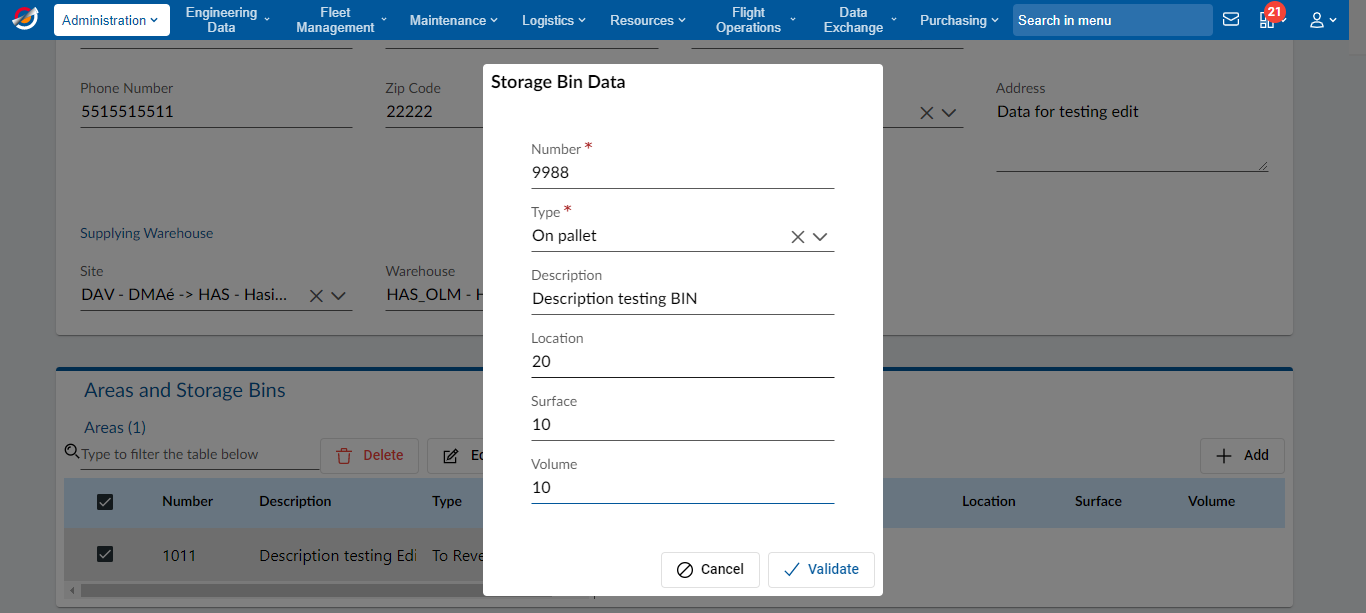 Administration
Engineering
Data
Fleet
Management
Maintenance
Logistics
Resources
Flight
Operations
Data
Exchange
Purchasing
Search in menu
21
Phone Number
5515515511
Zip Code
22222
Address
Data for testing edit
Supplying Warehouse
Site
DAV - DMAé -> HAS - Hasi...
Warehouse
HAS_OLM - H
Storage Bin Data
Number *
9988
Type *
On pallet
Description
Description testing BIN
Location
20
Surface
10
Volume
10
Cancel
Validate
Areas and Storage Bins
Areas (1)
Type to filter the table below
Delete
Ed
Add
Number Description Type Location Surface Volume
1011 Description testing Edi To Reve